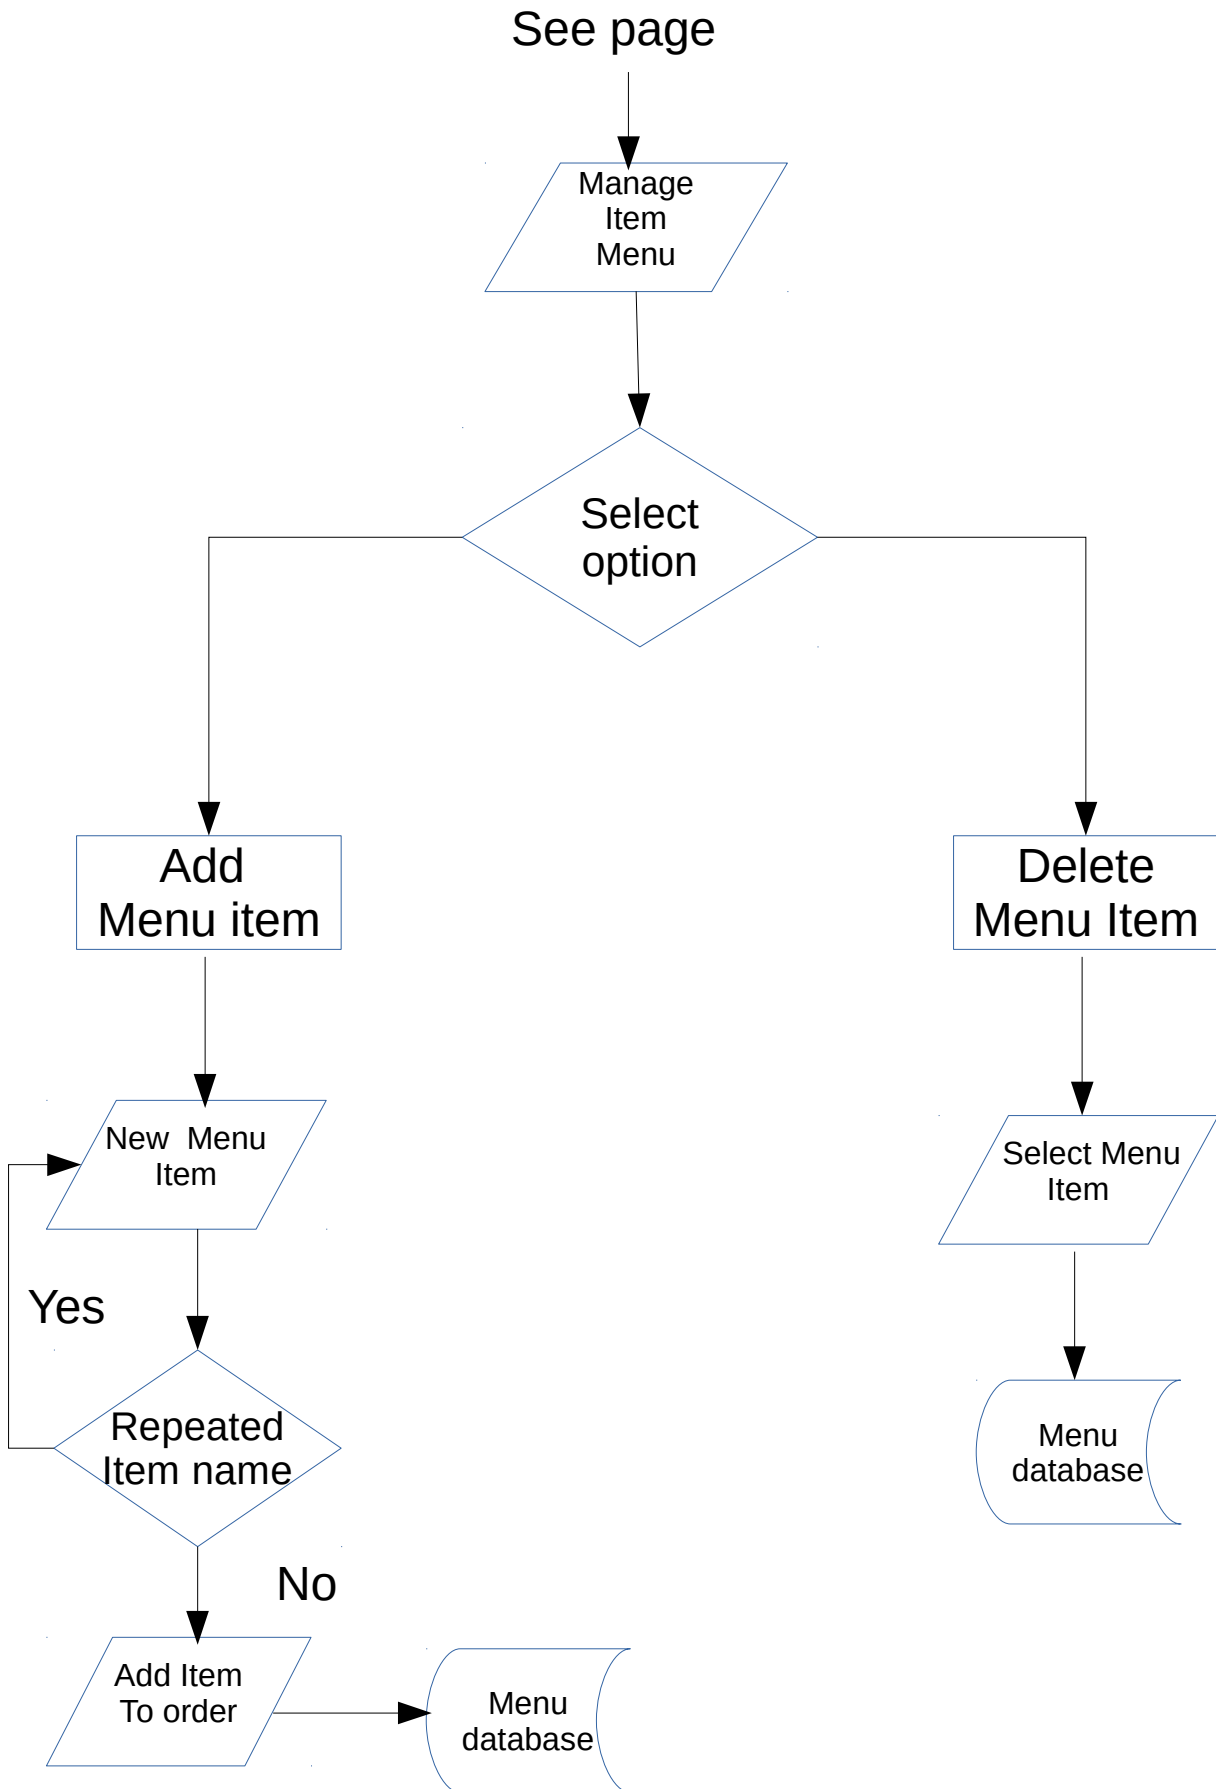 See page
Manage
Item
Menu
Select
option
Add
Menu item
Delete
Menu Item
New  Menu
Item
Select Menu
Item
Yes
Repeated
Item name
Menu
database
No
Add Item
To order
Menu
database